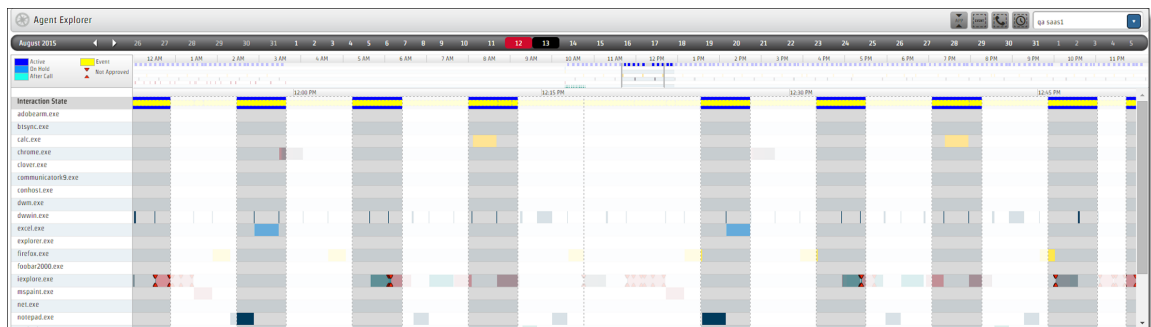 Agent Explorer
qa saas1
August 2015
26 27 28 29 30 31 1 2 3 4 5 6 7 8 9 10 11 12 13 14 15 16 17 18 19 20 21 22 23 24 25 26 27 28 29 30 31 1 2 3 4 5
12 AM 1 AM 2 AM 3 AM 4 AM 5 AM 6 AM 7 AM 8 AM 9 AM 10 AM 11 AM 12 PM 1 PM 2 PM 3 PM 4 PM 5 PM 6 PM 7 PM 8 PM 9 PM 10 PM 11 PM
Active
On Hold
After Call
Event
Not Approved
12:00 PM 12:15 PM 12:30 PM 12:45 PM
Interaction State
adobearm.exe
btsync.exe
calc.exe
chrome.exe
clover.exe
communicatork9.exe
conhost.exe
dwm.exe
dwwin.exe
excel.exe
explorer.exe
firefox.exe
foobar2000.exe
iexplore.exe
mspaint.exe
net.exe
notepad.exe